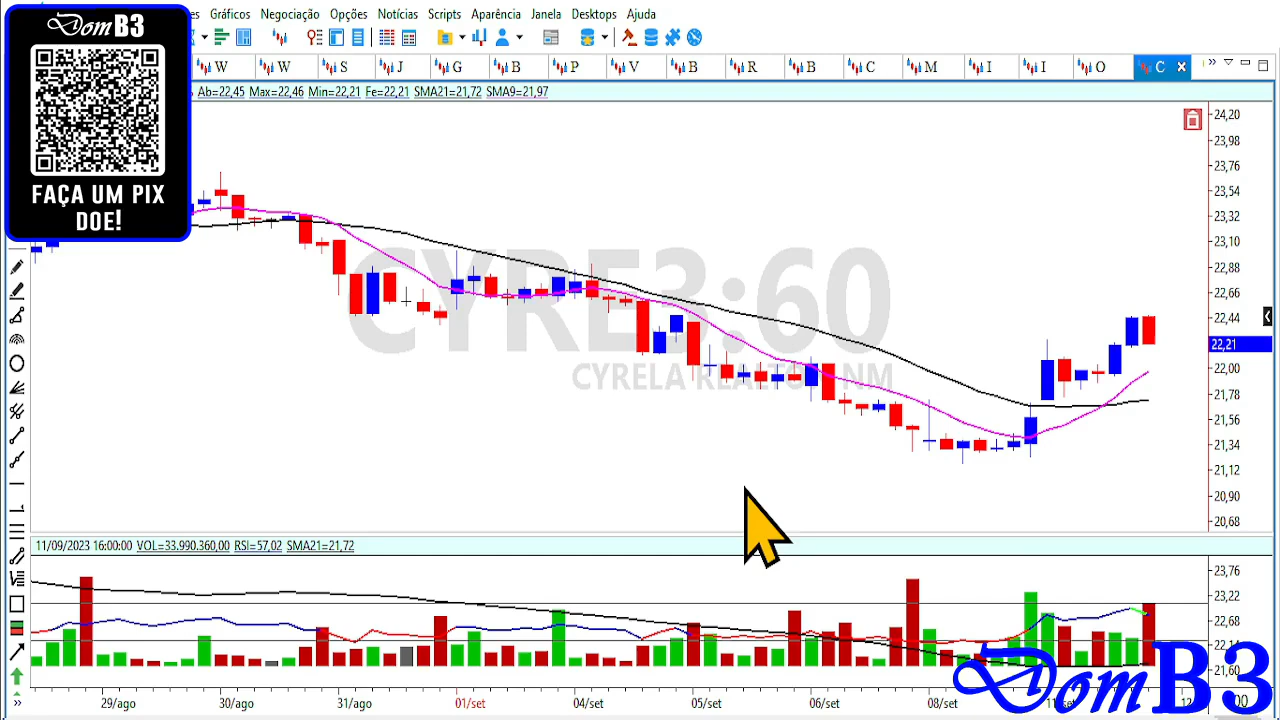 DomB3
FAÇA UM PIX
DOE!
Gráficos Negociação Opções Notícias Scripts Aparência Janela Desktops Ajuda
W W S J G B P V B R B C M I I O C
Ab=22,45 Max=22,46 Min=22,21 Fe=22,21 SMA21=21,72 SMA9=21,97
CYRE3:60
CYRELA REALTON NM
24,20
23,98
23,76
23,54
23,32
23,10
22,88
22,66
22,44
22,21
22,00
21,78
21,56
21,34
21,12
20,90
20,68
11/09/2023 16:00:00 VOL=33.990.360,00 RSI=57,02 SMA21=21,72
23,76
23,22
22,68
21,60
29/ago 30/ago 31/ago 01/set 04/set 05/set 06/set 08/set 12
DomB3